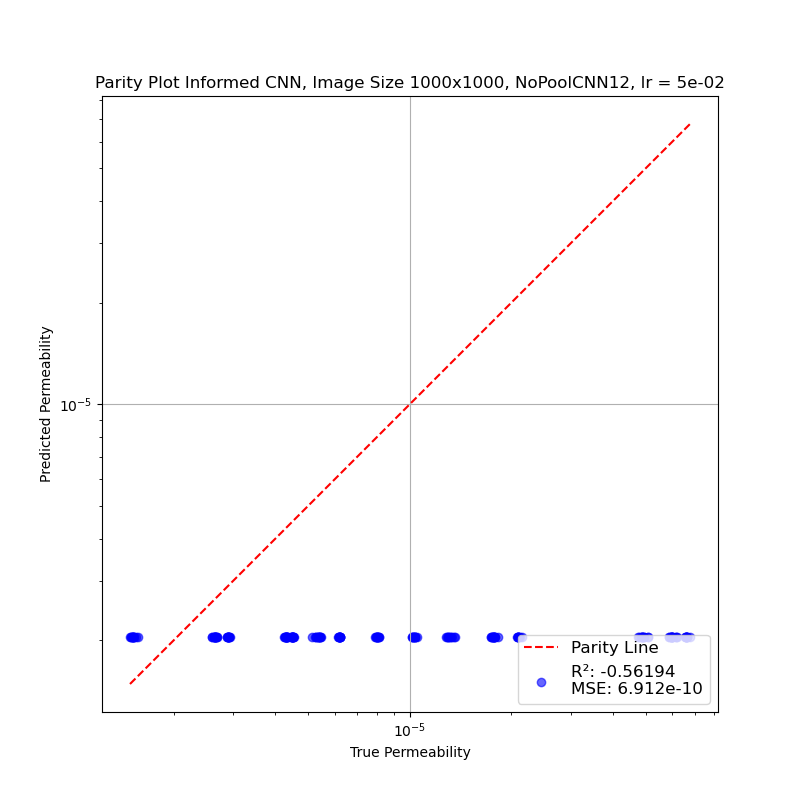 Parity Plot Informed CNN, Image Size 1000x1000, NoPoolCNN12, lr = 5e-02
Predicted Permeability
10⁻⁵
Parity Line
R²: -0.56194
MSE: 6.912e-10
10⁻⁵
True Permeability